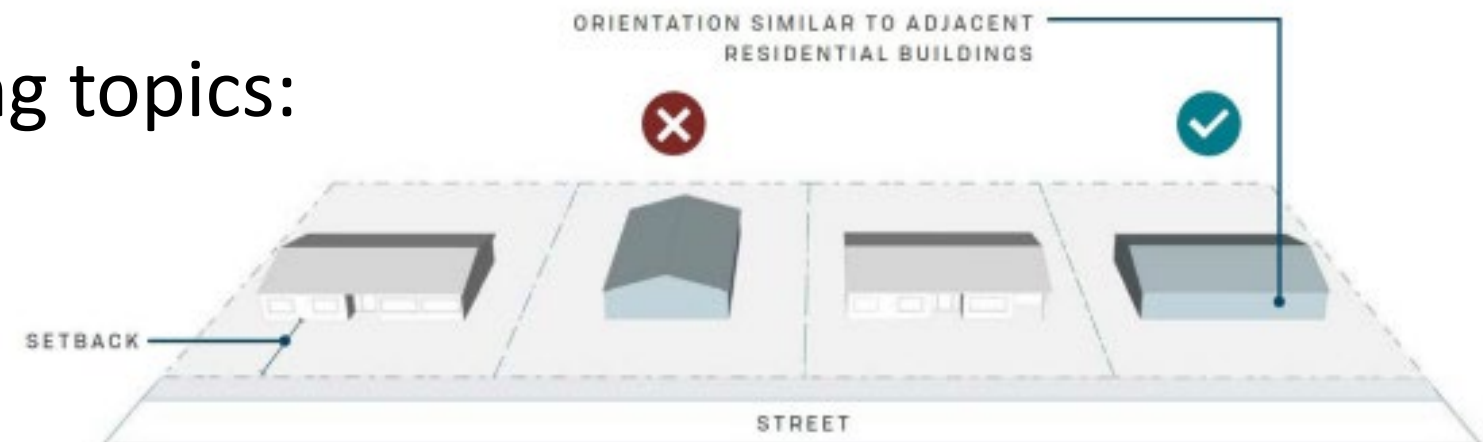 ORIENTATION SIMILAR TO ADJACENT
RESIDENTIAL BUILDINGS
topics:
SETBACK
STREET